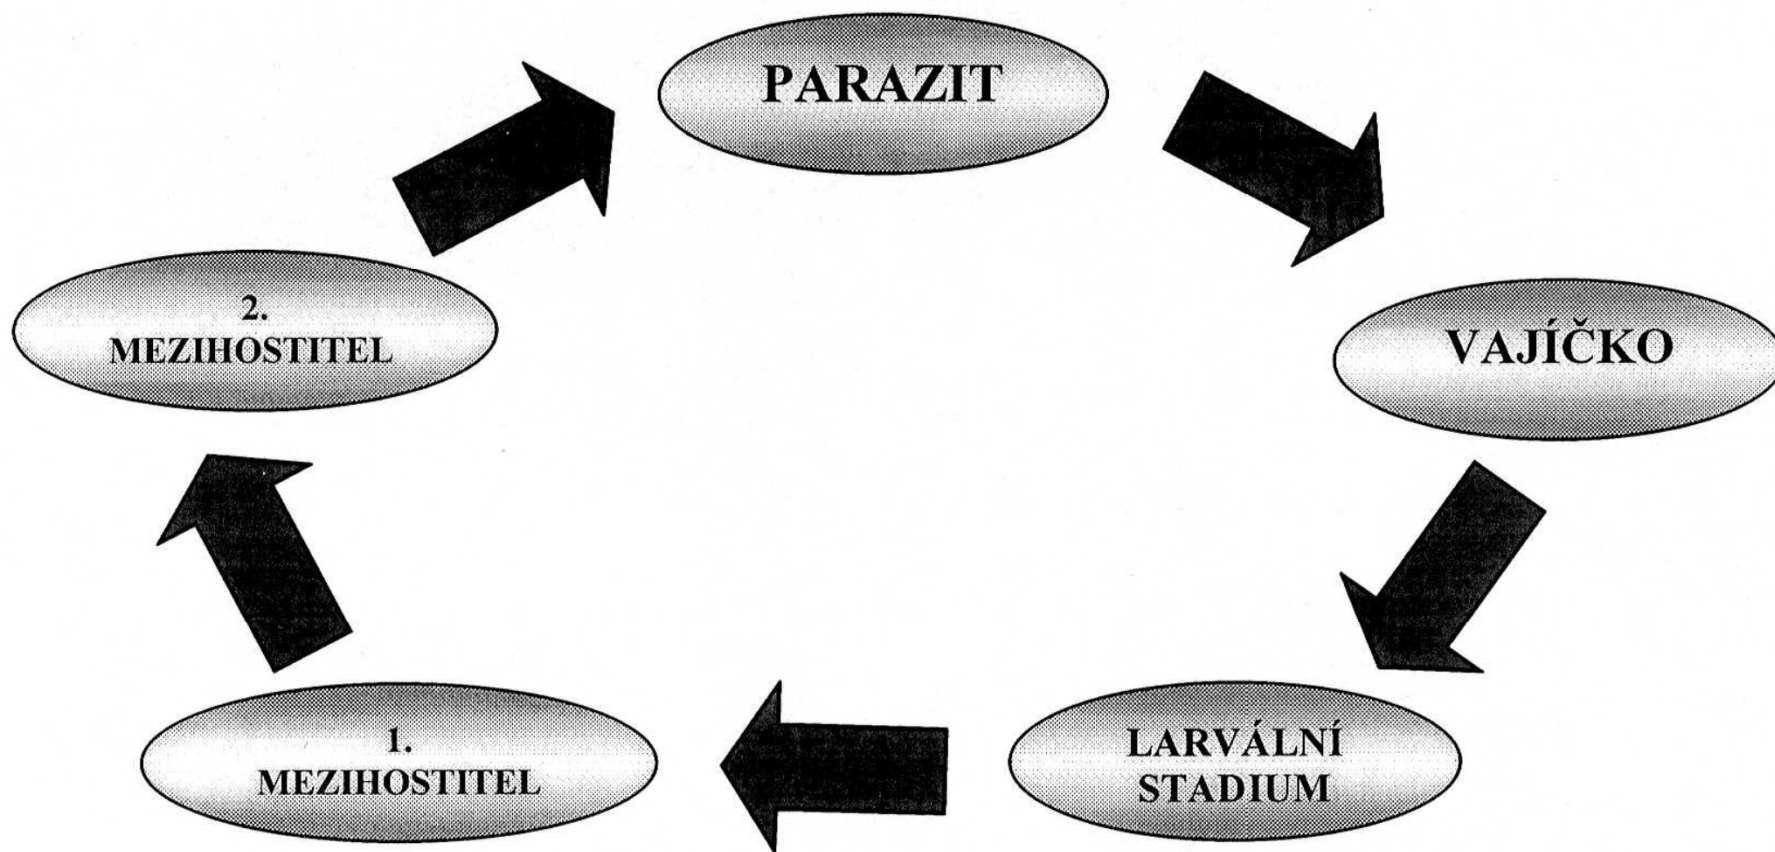 PARAZIT
VAJÍČKO
LARVÁLNÍ
STADIUM
1.
MEZIHOSTITEL
2.
MEZIHOSTITEL